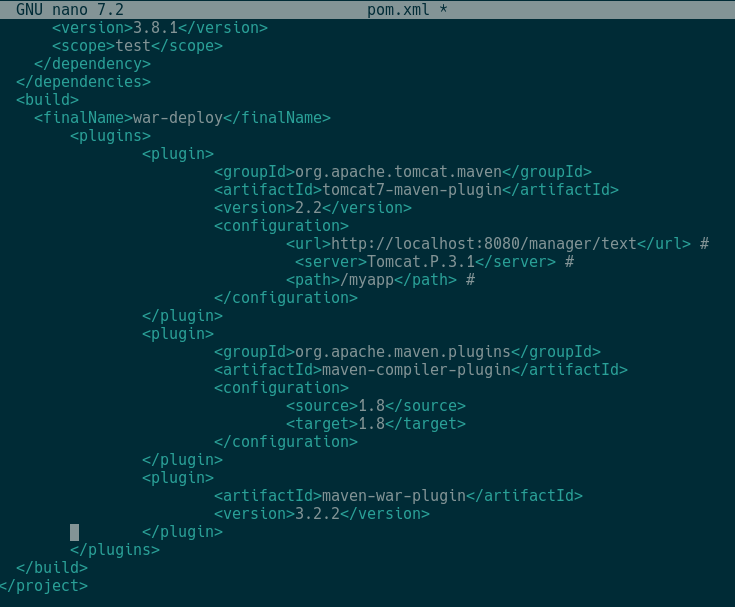 GNU nano 7.2 pom.xml *
<version>3.8.1</version>
<scope>test</scope>
</dependency>
</dependencies>
<build>
<finalName>war-deploy</finalName>
<plugins>
<plugin>
<groupId>org.apache.tomcat.maven</groupId>
<artifactId>tomcat7-maven-plugin</artifactId>
<version>2.2</version>
<configuration>
<url>http://localhost:8080/manager/text</url> #
<server>Tomcat.P.3.1</server> #
<path>/myapp</path> #
</configuration>
</plugin>
<plugin>
<groupId>org.apache.maven.plugins</groupId>
<artifactId>maven-compiler-plugin</artifactId>
<configuration>
<source>1.8</source>
<target>1.8</target>
</configuration>
</plugin>
<plugin>
<artifactId>maven-war-plugin</artifactId>
<version>3.2.2</version>
</plugin>
</plugins>
</build>
</project>